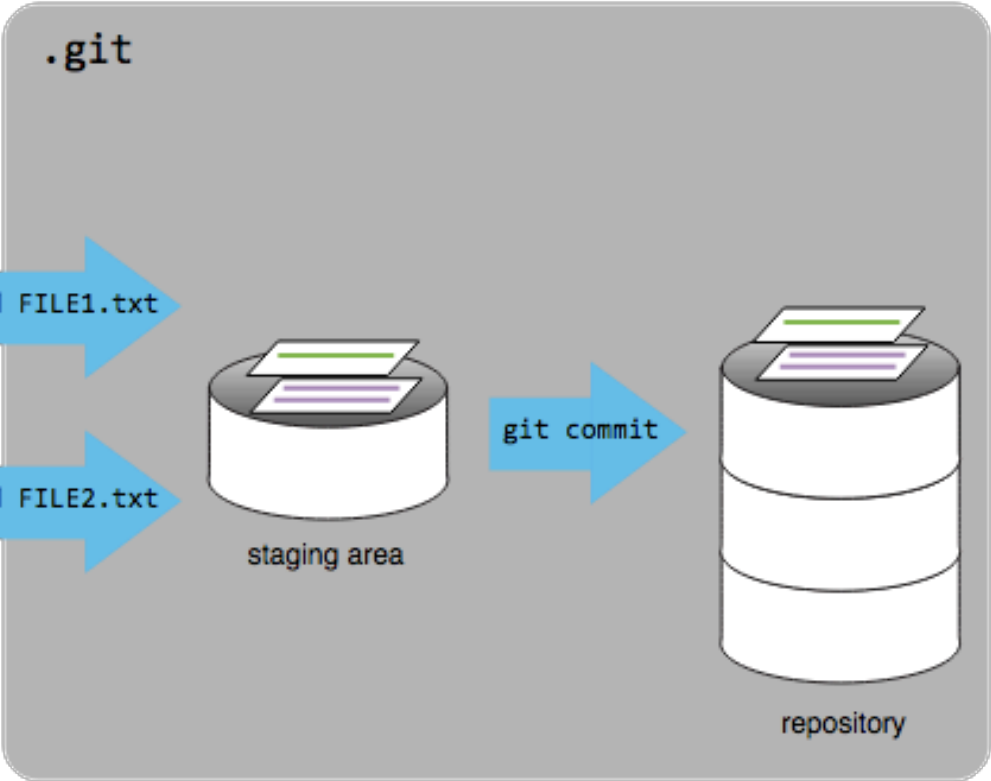 .git
FILE1.txt
FILE2.txt
git commit
staging area
repository